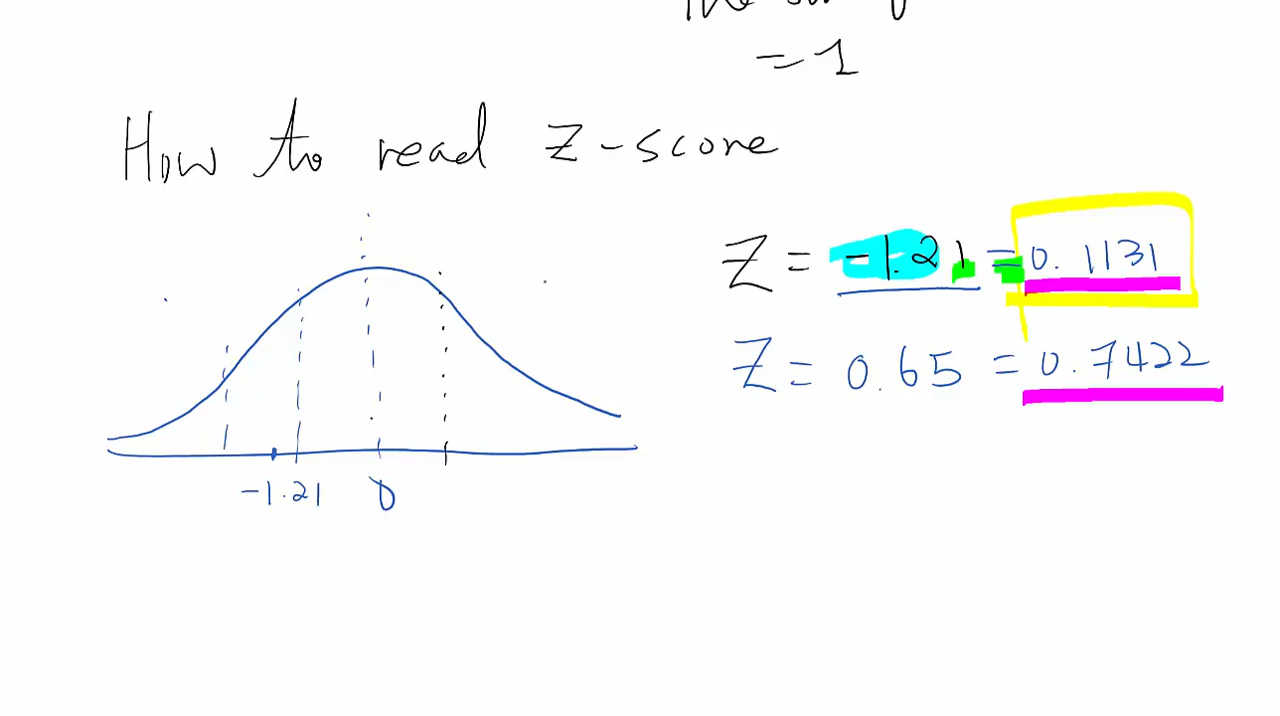 =1
How to read z-score
Z = -1.21 = 0.1131
Z = 0.65 = 0.7422
-1.21 0